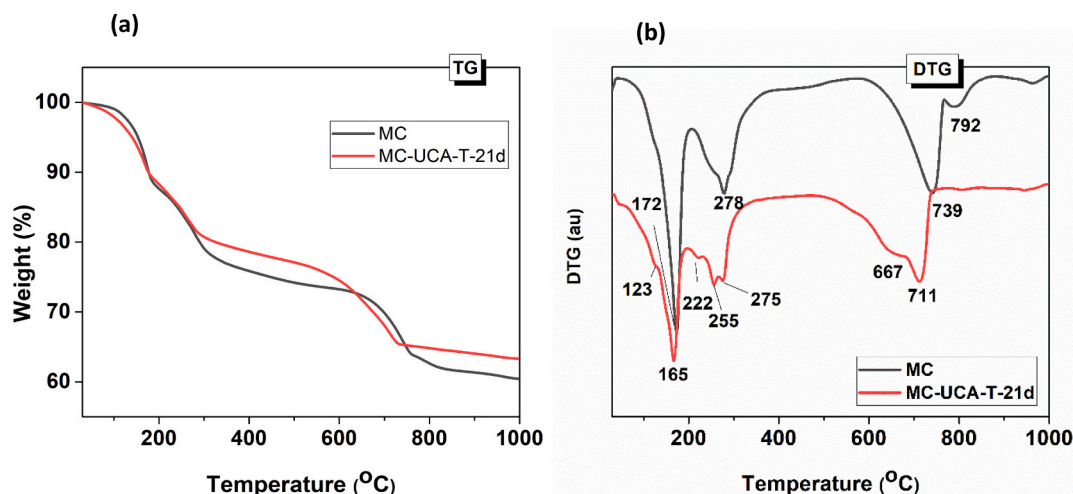 (a)
TG
MC
MC-UCA-T-21d
100
90
80
70
60
Weight (%)
200
400
600
800
1000
Temperature (°C)
(b)
DTG
792
172
278
739
123
222
667
275
711
255
165
MC
MC-UCA-T-21d
DTG (au)
200
400
600
800
1000
Temperature (°C)